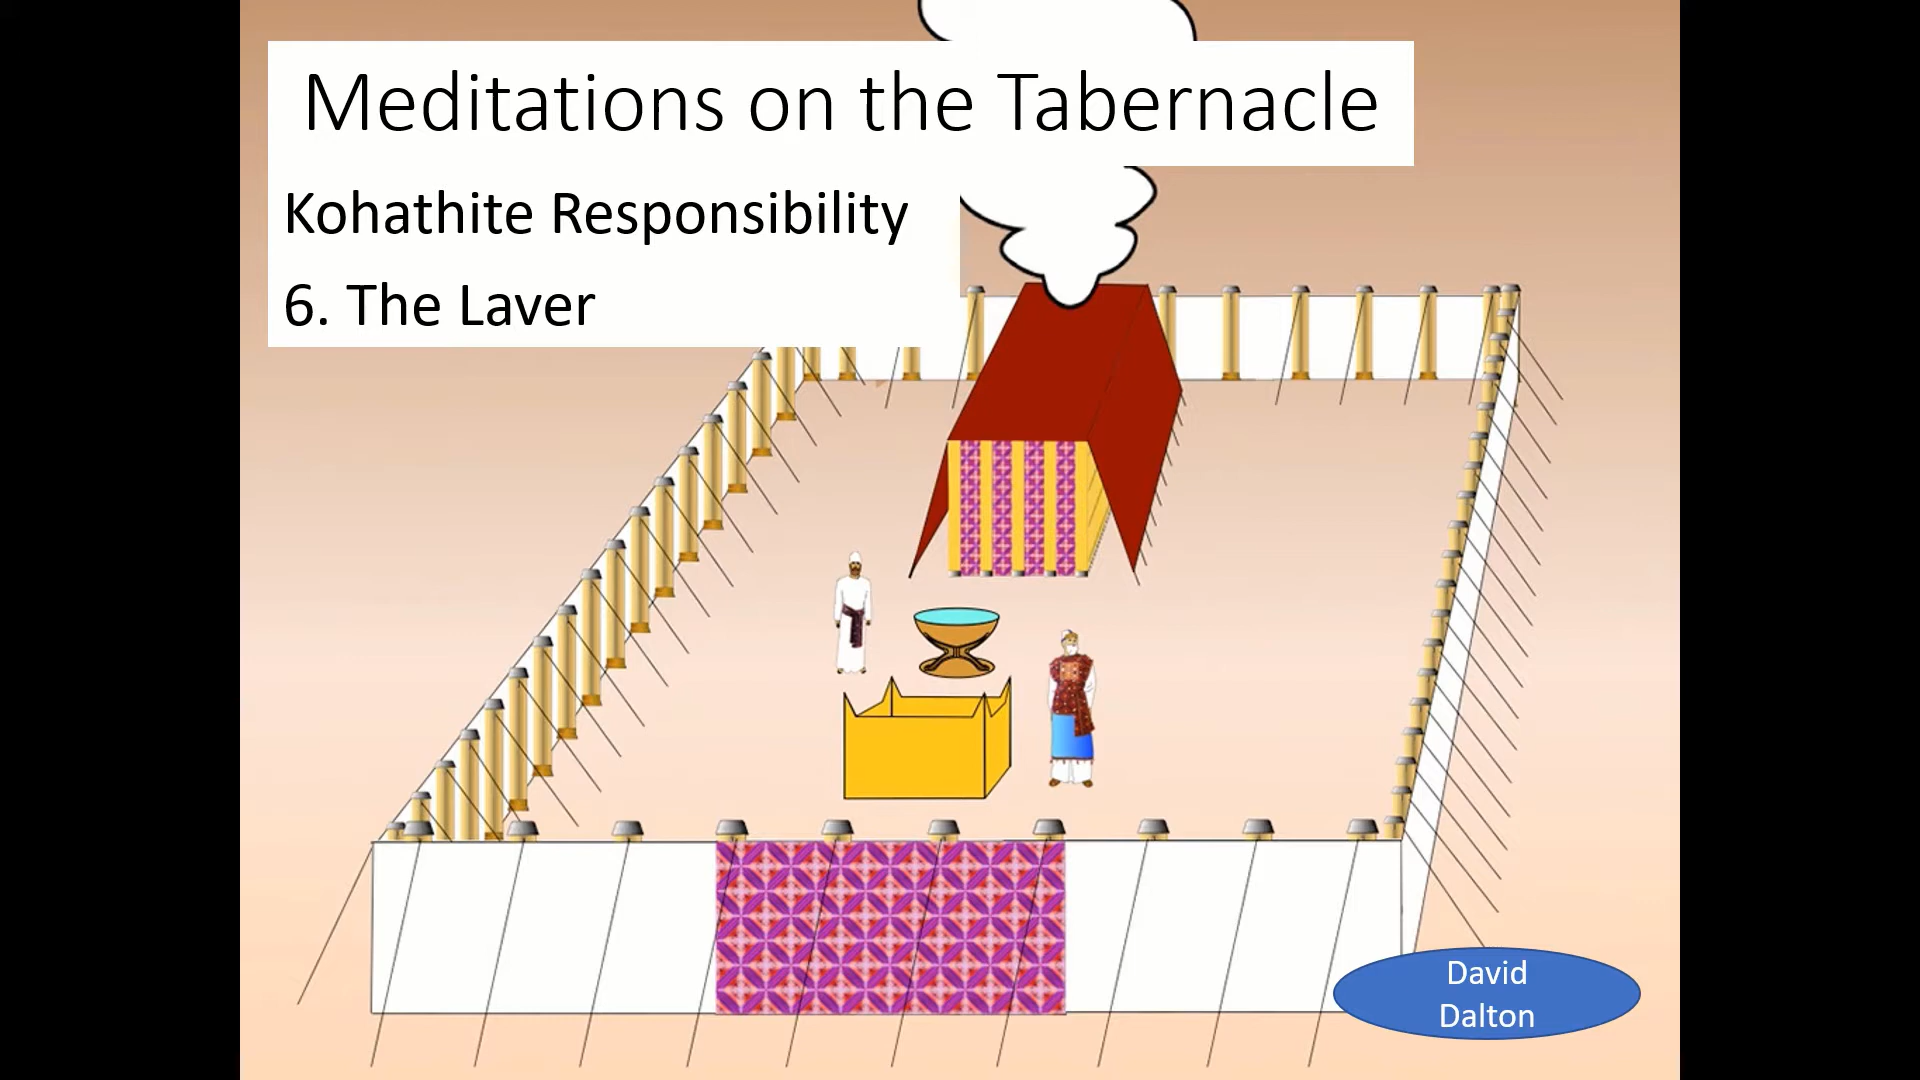 Meditations on the Tabernacle
Kohathite Responsibility
6. The Laver
David
Dalton